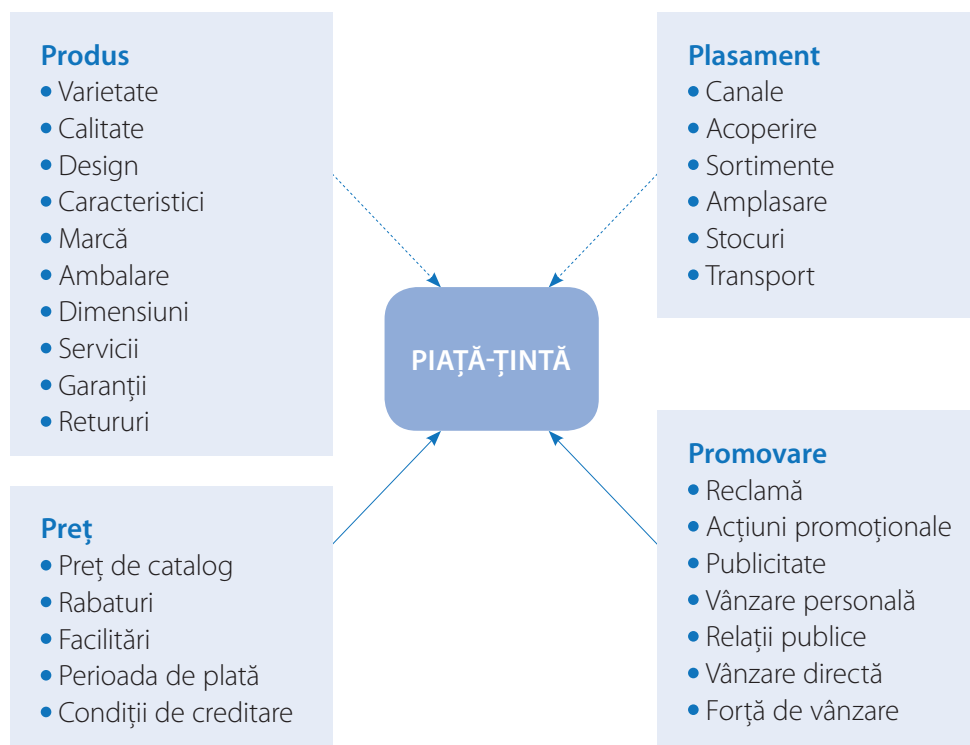 Produs
• Varietate
• Calitate
• Design
• Caracteristici
• Marcă
• Ambalare
• Dimensiuni
• Servicii
• Garanții
• Retururi
Plasament
• Canale
• Acoperire
• Sortimente
• Amplasare
• Stocuri
• Transport
PIAȚĂ-ȚINTĂ
Preț
• Preț de catalog
• Rabaturi
• Facilitări
• Perioada de plată
• Condiții de creditare
Promovare
• Reclamă
• Acțiuni promoționale
• Publicitate
• Vânzare personală
• Relații publice
• Vânzare directă
• Forță de vânzare